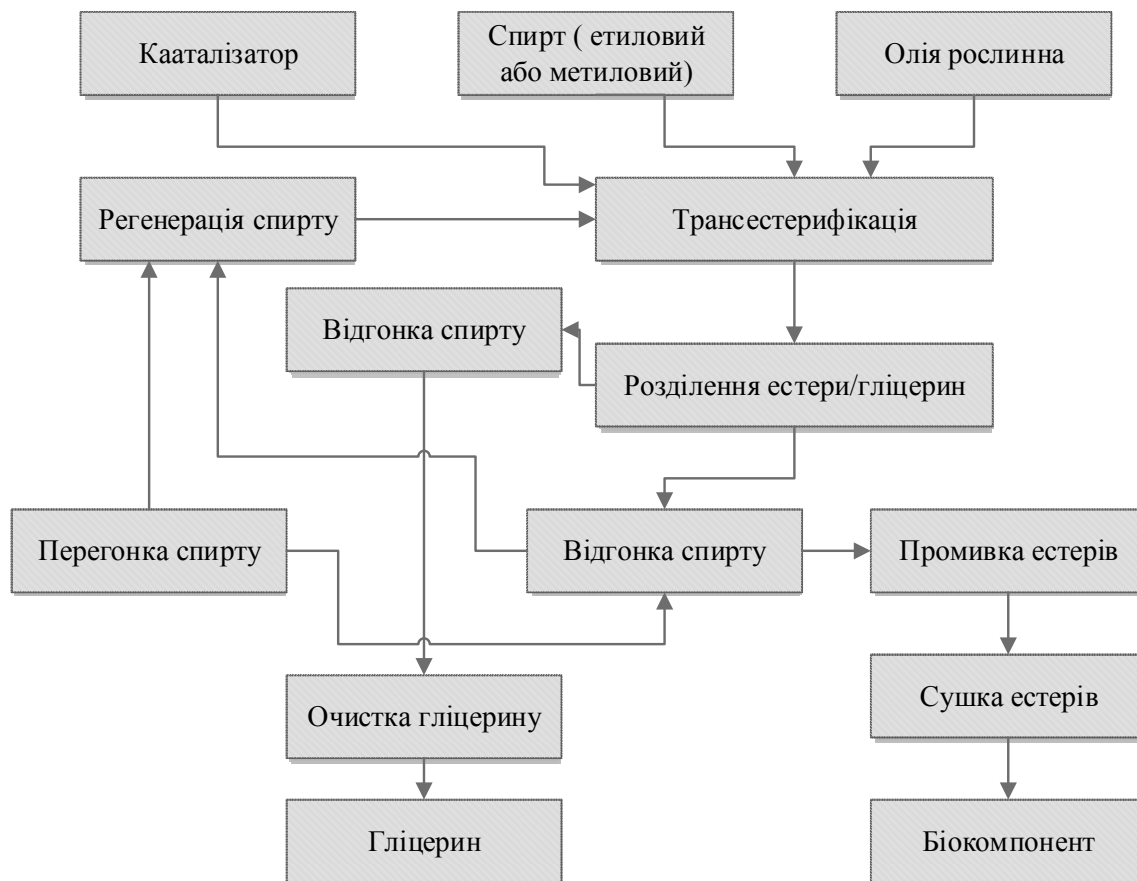 Кааталізатор
Спирт ( етиловий
або метиловий)
Олія рослинна
Регенерація спирту
Трансестерифікація
Відгонка спирту
Розділення естери/гліцерин
Перегонка спирту
Відгонка спирту
Промивка естерів
Очистка гліцерину
Сушка естерів
Гліцерин
Біокомпонент